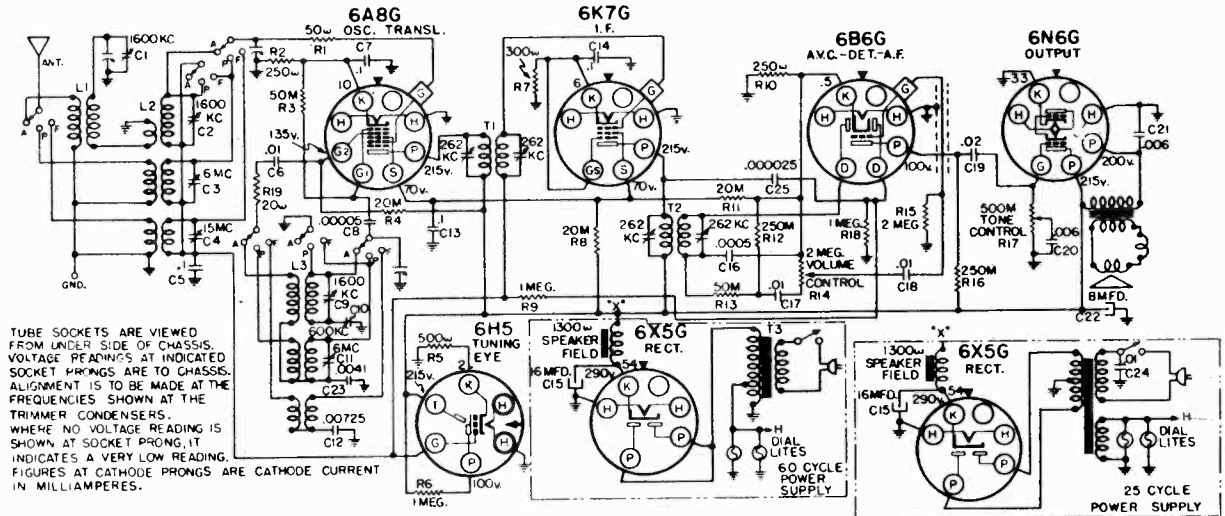 6A8G
OSC. TRANSL.
6K7G
I.F.
6B6G
A.V.C.-DET.-A.F.
6N6G
OUTPUT
ANT.
L1
1600KC
C1
L2
A
P
F
1600
KC
C2
6MC
C3
15MC
C4
.1
C5
GND.
A
P
F
A
P
F
50ω
R1
R2
250ω
50M
R3
C7
.1
10
K
H
H
G
P
G2
G1
S
135v.
215v.
70v.
.01
C6
R19
20ω
20M
R4
.00005
C8
.1
C13
262
KC
T1
262
KC
A
P
F
A
P
F
A
P
F
L3
1600
KC
C9
C10
600KC
6MC
C11
.0041
C23
.00725
C12
300ω
R7
C14
.1
6
K
H
H
G
P
GS
S
215v.
70v.
20M
R8
1 MEG.
R9
T2
262
KC
262KC
.000025
C25
20M
R11
250M
R12
.0005
C16
50M
R13
.01
C17
250ω
R10
.5
K
H
H
G
P
D
D
100v.
1 MEG.
R18
R15
2 MEG
2 MEG.
VOLUME
CONTROL
R14
.01
C18
.02
C19
250M
R16
33
K
H
H
G
P
200v.
215v.
500M
TONE
CONTROL
R17
.006
C20
C21
.006
8MFD.
C22
6H5
TUNING
EYE
500ω
R5
2
215v.
K
T
H
H
G
P
100v.
R6
1 MEG.
"X"
1300ω
SPEAKER
FIELD
6X5G
RECT.
54
290v.
16MFD.
C15
K
H
H
P
P
T3
H
DIAL
LITES
60 CYCLE
POWER
SUPPLY
"X"
1300ω
SPEAKER
FIELD
6X5G
RECT.
54
290v.
16MFD.
C15
K
H
H
P
P
.01
C24
H
DIAL
LITES
25 CYCLE
POWER SUPPLY
TUBE SOCKETS ARE VIEWED
FROM UNDER SIDE OF CHASSIS.
VOLTAGE READINGS AT INDICATED
SOCKET PRONGS ARE TO CHASSIS.
ALIGNMENT IS TO BE MADE AT THE
FREQUENCIES SHOWN AT THE
TRIMMER CONDENSERS.
WHERE NO VOLTAGE READING IS
SHOWN AT SOCKET PRONG, IT
INDICATES A VERY LOW READING.
FIGURES AT CATHODE PRONGS ARE CATHODE CURRENT
IN MILLIAMPERES.